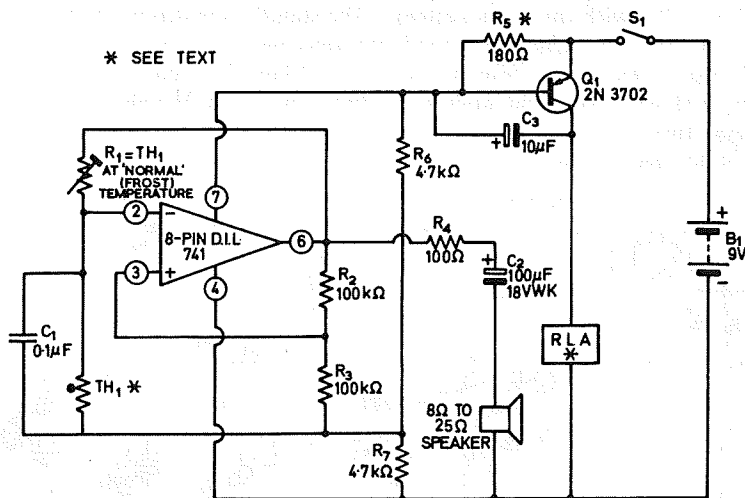 * SEE TEXT
R5 *
180Ω
S1
Q1
2N 3702
C3
+
10µF
R1=TH1
AT 'NORMAL'
(FROST)
TEMPERATURE
R6
4.7kΩ
7
2
−
8-PIN D.I.L
741
6
3
+
4
R4
100Ω
+
C2
100µF
18VWK
R2
100kΩ
+
B1
9V
−
C1
0.1µF
TH1 *
R3
100kΩ
RLA
*
8Ω TO
25Ω
SPEAKER
R7
4.7kΩ